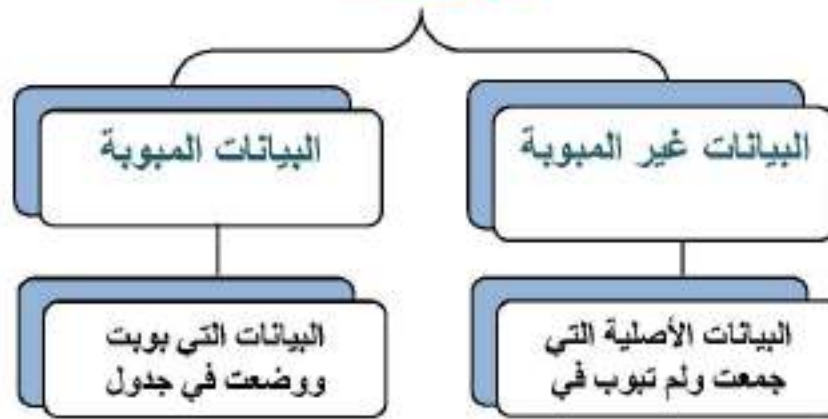 البيانات غير المبوبة
البيانات الأصلية التي
جمعت ولم تبوب في
البيانات المبوبة
البيانات التي بوبت
ووضعت في جدول